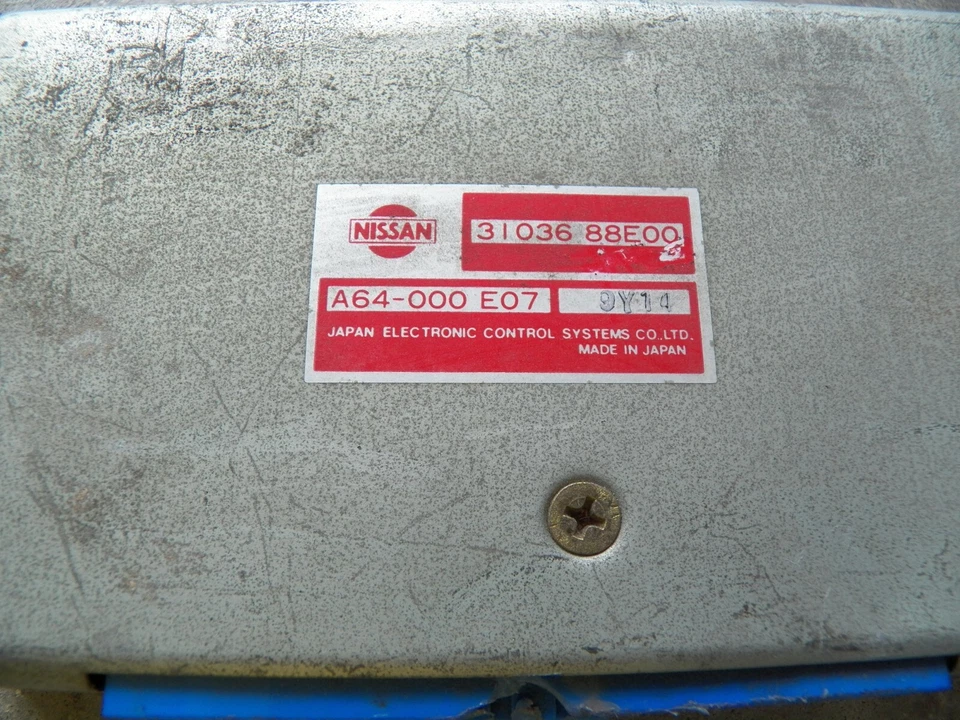 NISSAN
31036 88E00
A64-000 E07
9Y14
JAPAN ELECTRONIC CONTROL SYSTEMS CO.,LTD.
MADE IN JAPAN